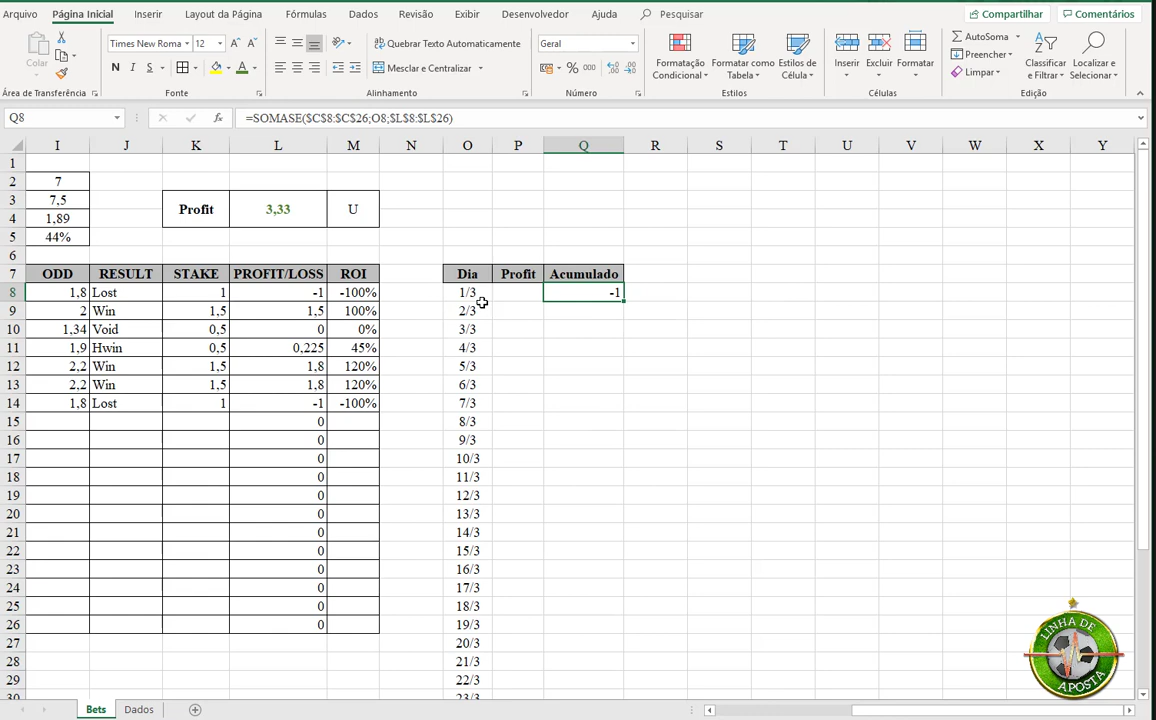 Arquivo Página Inicial Inserir Layout da Página Fórmulas Dados Revisão Exibir Desenvolvedor Ajuda Pesquisar Compartilhar Comentários
Times New Roma 12 A A Quebrar Texto Automaticamente Geral AutoSoma
Colar Preencher
N I S A Mesclar e Centralizar % 000 Formatação Condicional Formatar como Tabela Estilos de Célula Inserir Excluir Formatar Limpar Classificar e Filtrar Localizar e Selecionar
Área de Transferência Fonte Alinhamento Número Estilos Células Edição
Q8 fx =SOMASE($C$8:$C$26;O8;$L$8:$L$26)
I J K L M N O P Q R S T U V W X Y
1
2 7
3 7,5 Profit 3,33 U
4 1,89
5 44%
6
7 ODD RESULT STAKE PROFIT/LOSS ROI Dia Profit Acumulado
8 1,8 Lost 1 -1 -100% 1/3 -1
9 2 Win 1,5 1,5 100% 2/3
10 1,34 Void 0,5 0 0% 3/3
11 1,9 Hwin 0,5 0,225 45% 4/3
12 2,2 Win 1,5 1,8 120% 5/3
13 2,2 Win 1,5 1,8 120% 6/3
14 1,8 Lost 1 -1 -100% 7/3
15 0 8/3
16 0 9/3
17 0 10/3
18 0 11/3
19 0 12/3
20 0 13/3
21 0 14/3
22 0 15/3
23 0 16/3
24 0 17/3
25 0 18/3
26 0 19/3
27 20/3
28 21/3
29 22/3
30 23/3
LINHA DE
APOSTA
Bets Dados